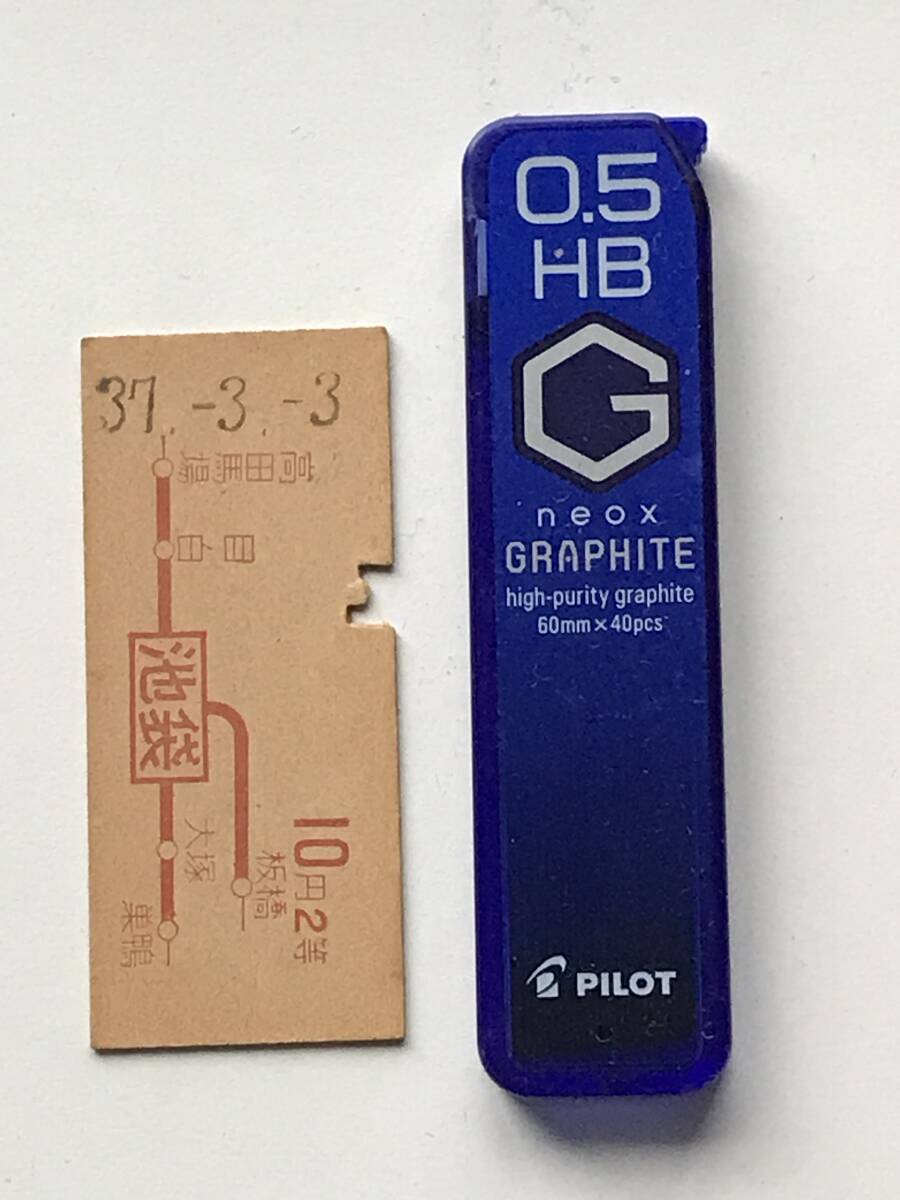 37.-3.-3
高田馬場
目白
池袋
大塚
巣鴨
板橋
10円2等
0.5
HB
G
neox
GRAPHITE
high-purity graphite
60mm×40pcs
PILOT